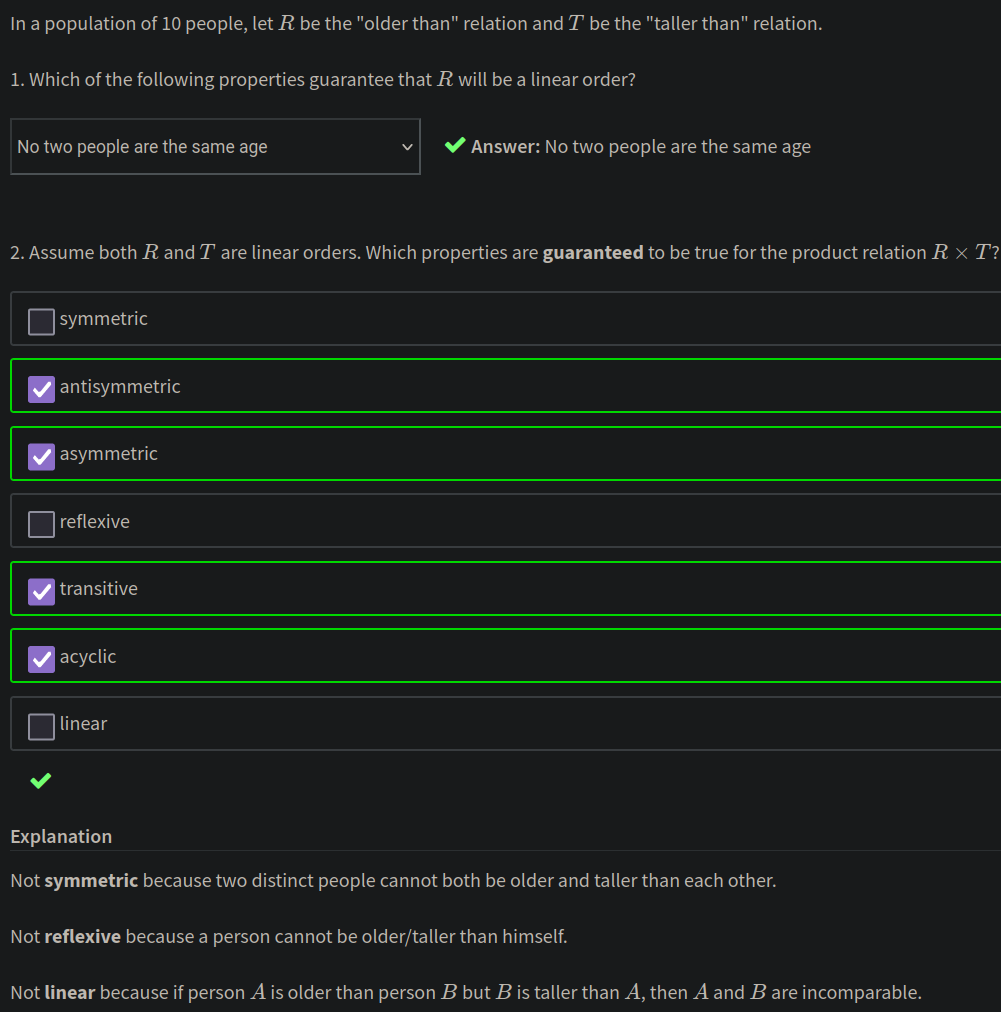 In a population of 10 people, let R be the "older than" relation and T be the "taller than" relation.
1. Which of the following properties guarantee that R will be a linear order?
No two people are the same age
Answer: No two people are the same age
2. Assume both R and T are linear orders. Which properties are guaranteed to be true for the product relation R × T?
symmetric
antisymmetric
asymmetric
reflexive
transitive
acyclic
linear
Explanation
Not symmetric because two distinct people cannot both be older and taller than each other.
Not reflexive because a person cannot be older/taller than himself.
Not linear because if person A is older than person B but B is taller than A, then A and B are incomparable.